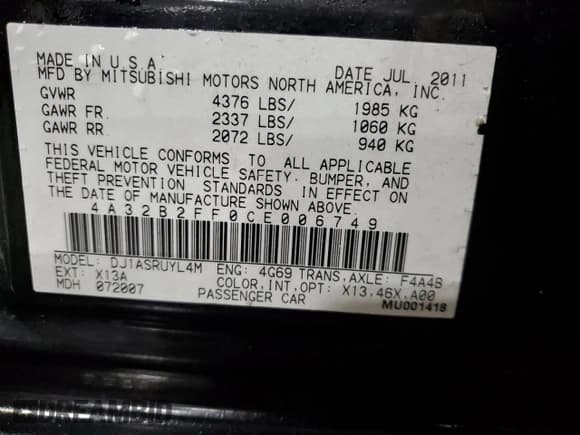 MADE IN U.S.A. DATE JUL. 2011
MFD BY MITSUBISHI MOTORS NORTH AMERICA, INC.
GVWR 4376 LBS/ 1985 KG
GAWR FR. 2337 LBS/ 1060 KG
GAWR RR 2072 LBS/ 940 KG
THIS VEHICLE CONFORMS TO ALL APPLICABLE
FEDERAL MOTOR VEHICLE SAFETY, BUMPER, AND
THEFT PREVENTION STANDARDS IN EFFECT ON
THE DATE OF MANUFACTURE SHOWN ABOVE.
4A32B2FF0CE006749
MODEL: DJ1ASRUYL4M ENG: 4G69 TRANS,AXLE: F4A4B
EXT: X13A COLOR,INT,OPT: X13,46X,A00
MDH 072007 PASSENGER CAR
MU001418
DREAMBID